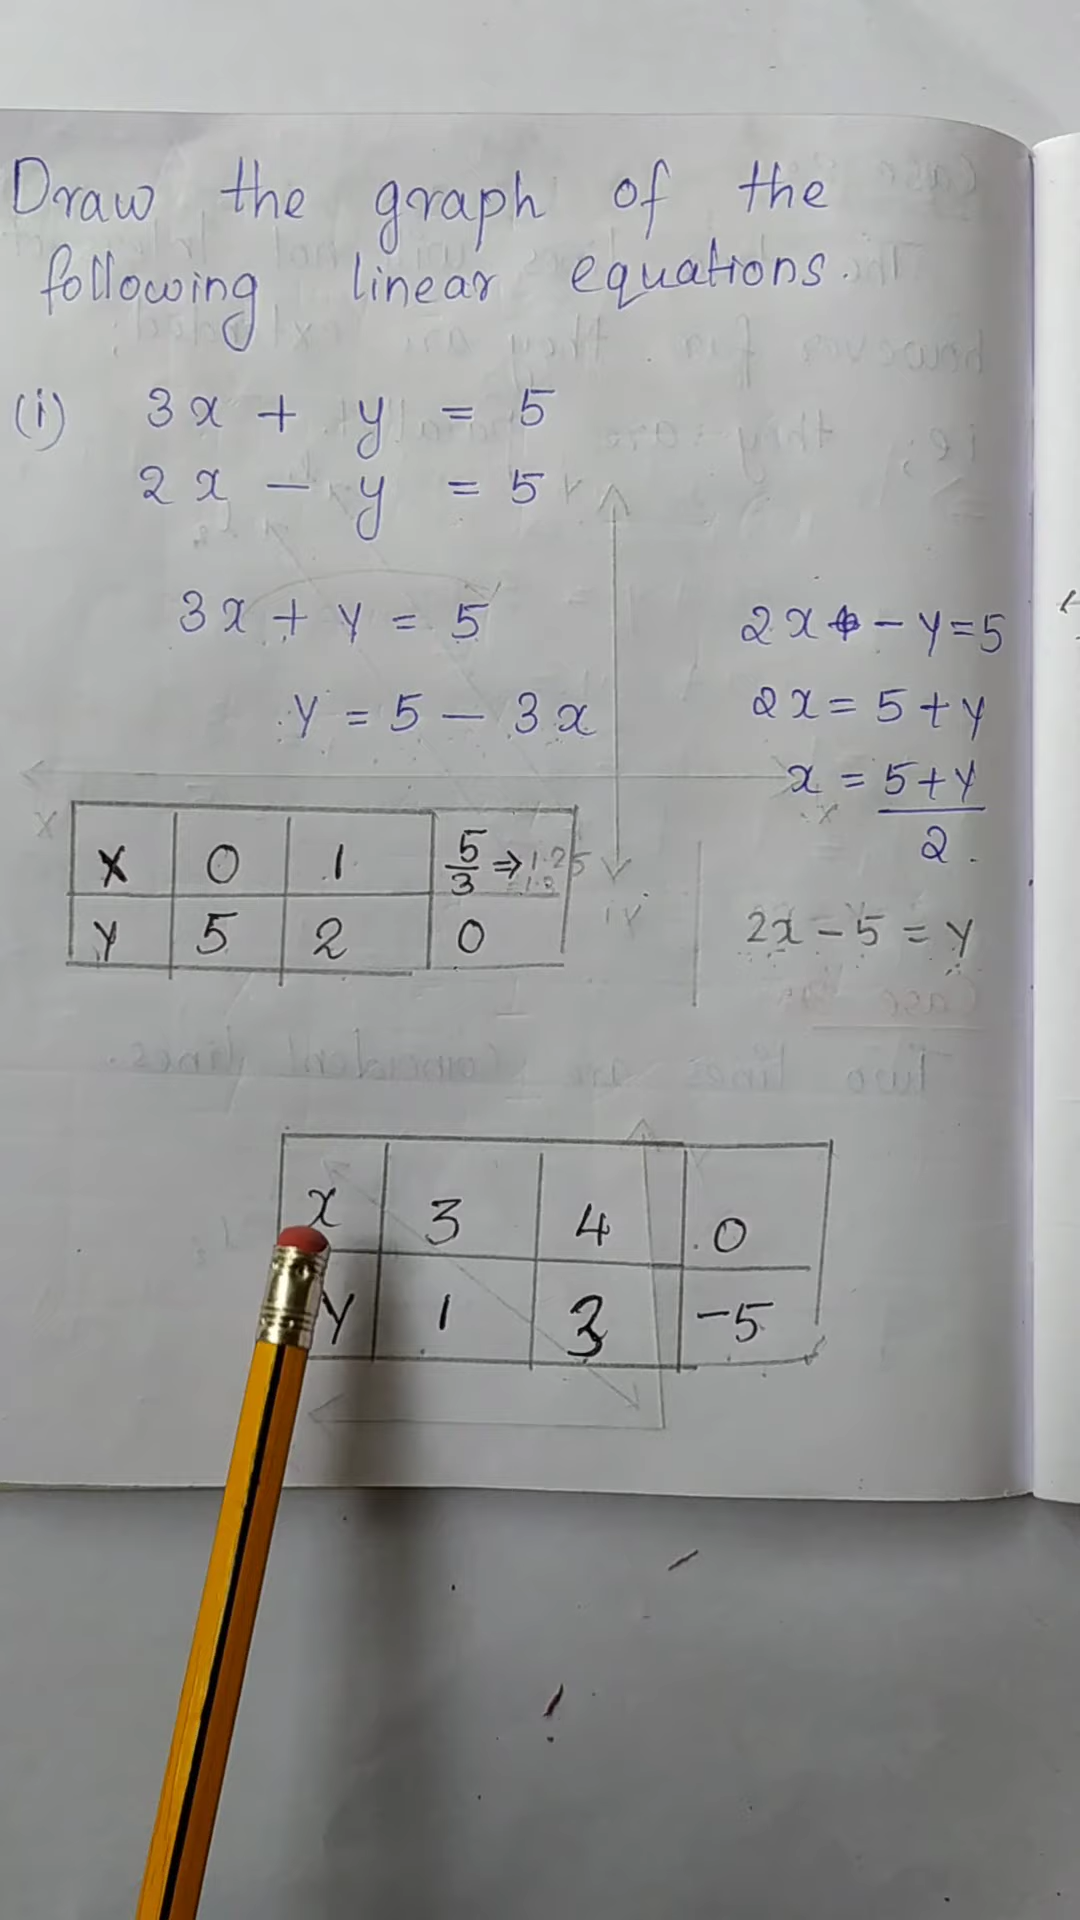 Draw the graph of the
following linear equations.
(i) 3x + y = 5
2x - y = 5
3x + y = 5
y = 5 - 3x
2x - y = 5
2x = 5 + y
x = 5+y/2.
2x - 5 = y
x 0 1 5/3 ⇒ 1.25
y 5 2 0
x 3 4 0
y 1 3 -5